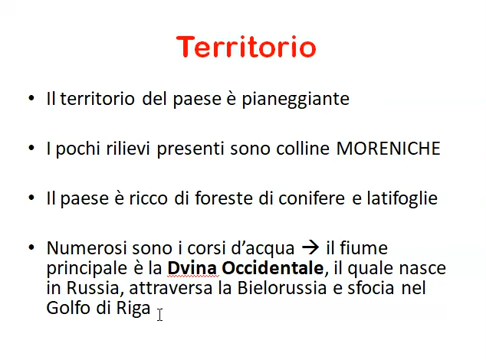 Territorio
• Il territorio del paese è pianeggiante
• I pochi rilievi presenti sono colline MORENICHE
• Il paese è ricco di foreste di conifere e latifoglie
• Numerosi sono i corsi d'acqua → il fiume
principale è la Dvina Occidentale, il quale nasce
in Russia, attraversa la Bielorussia e sfocia nel
Golfo di Riga